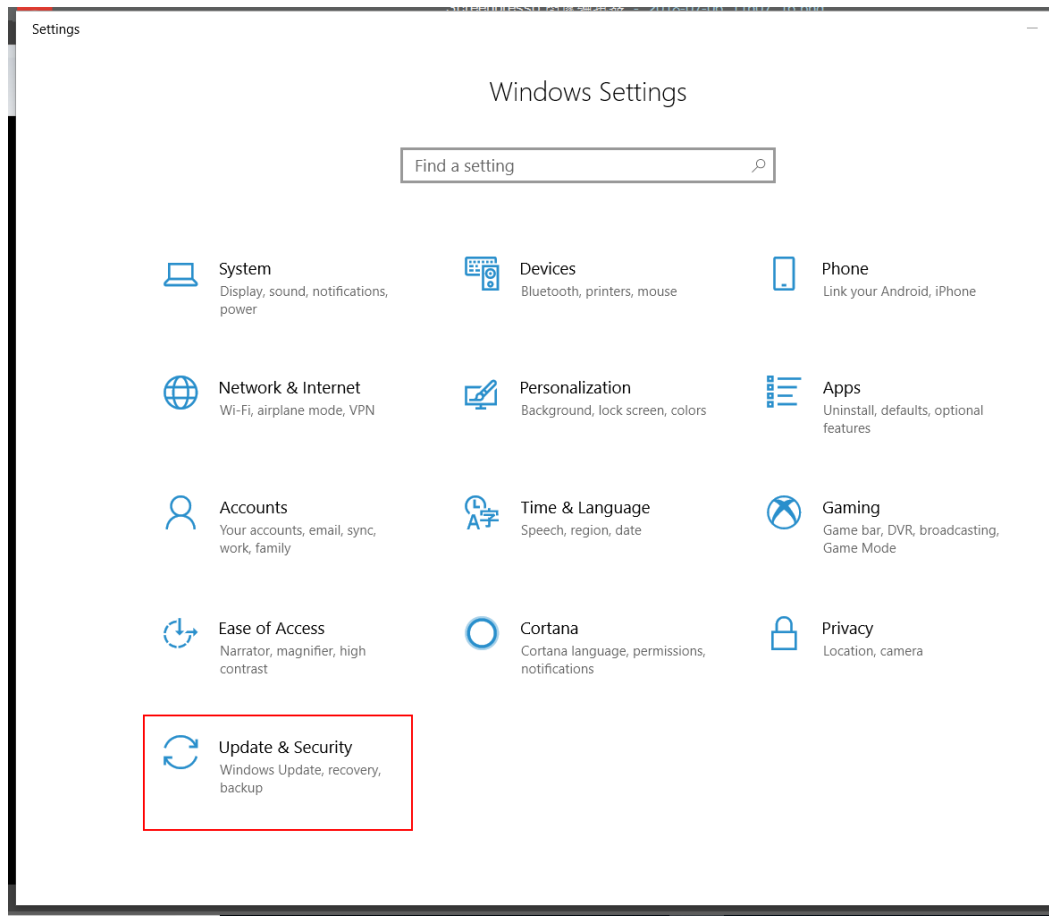 Settings
Windows Settings
Find a setting
System
Display, sound, notifications,
power
Devices
Bluetooth, printers, mouse
Phone
Link your Android, iPhone
Network & Internet
Wi-Fi, airplane mode, VPN
Personalization
Background, lock screen, colors
Apps
Uninstall, defaults, optional
features
Accounts
Your accounts, email, sync,
work, family
Time & Language
Speech, region, date
Gaming
Game bar, DVR, broadcasting,
Game Mode
Ease of Access
Narrator, magnifier, high
contrast
Cortana
Cortana language, permissions,
notifications
Privacy
Location, camera
Update & Security
Windows Update, recovery,
backup